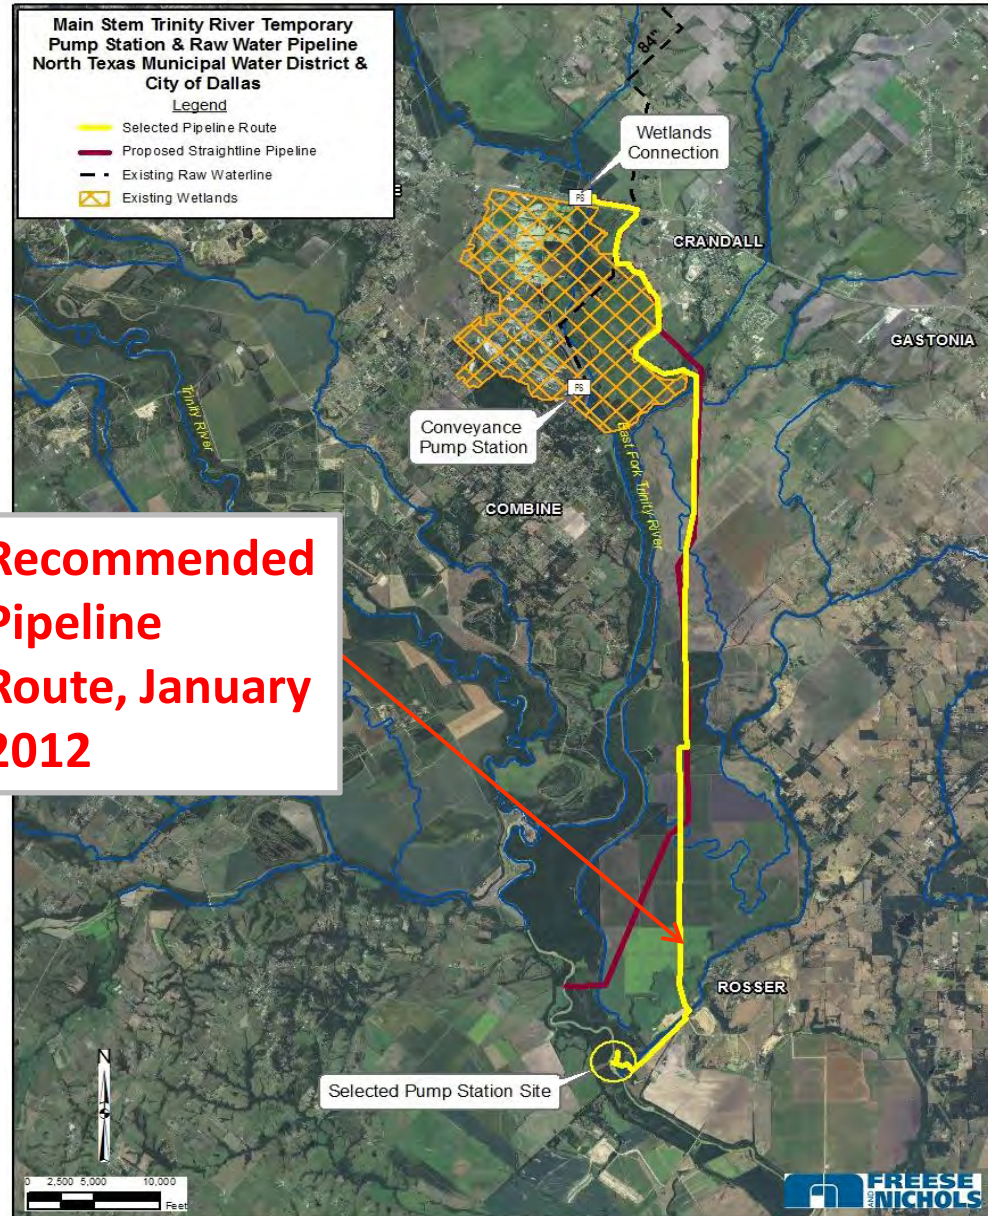 Main Stem Trinity River Temporary
Pump Station & Raw Water Pipeline
North Texas Municipal Water District &
City of Dallas
Legend
Selected Pipeline Route
Proposed Straightline Pipeline
Existing Raw Waterline
Existing Wetlands
84"
Wetlands
Connection
PS
E
CRANDALL
GASTONIA
Trinity River
PS
Conveyance
Pump Station
East Fork Trinity River
COMBINE
Recommended
Pipeline
Route, January
2012
ROSSER
N
Selected Pump Station Site
0 2,500 5,000 10,000
Feet
FREESE
AND
NICHOLS